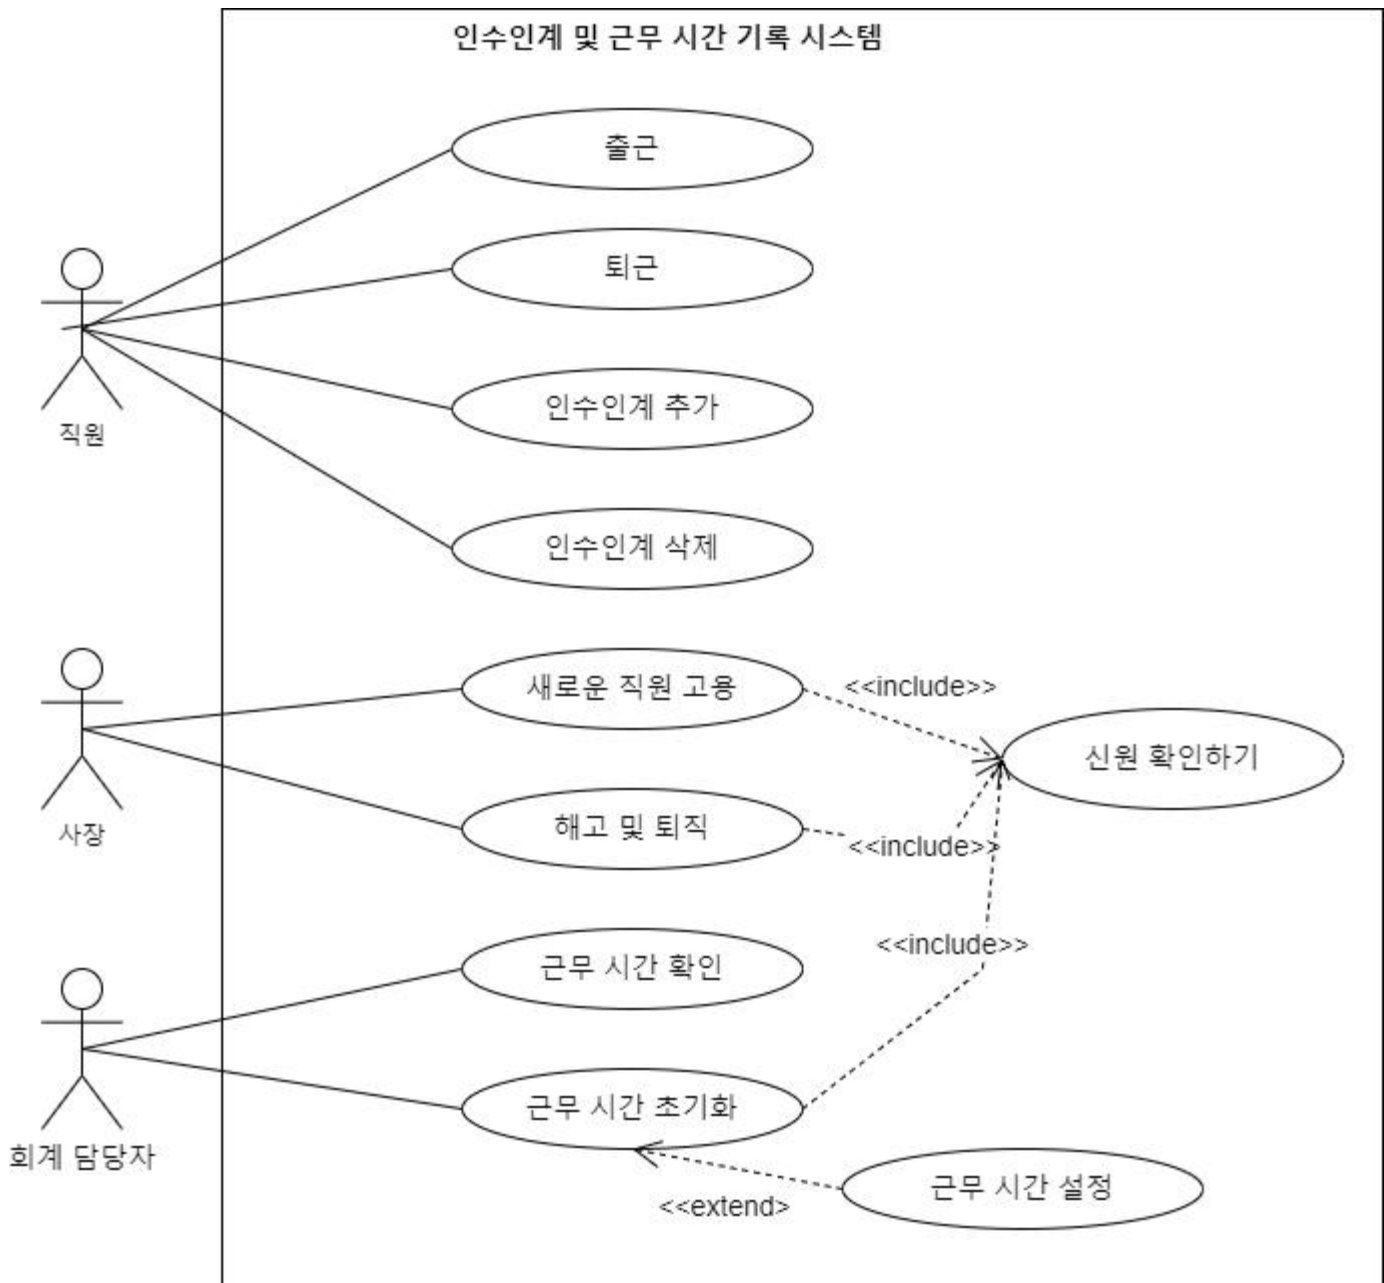 인수인계 및 근무 시간 기록 시스템
출근
퇴근
인수인계 추가
직원
인수인계 삭제
새로운 직원 고용
<<include>>
신원 확인하기
사장
해고 및 퇴직
<<include>>
<<include>>
근무 시간 확인
근무 시간 초기화
회계 담당자
근무 시간 설정
<<extend>